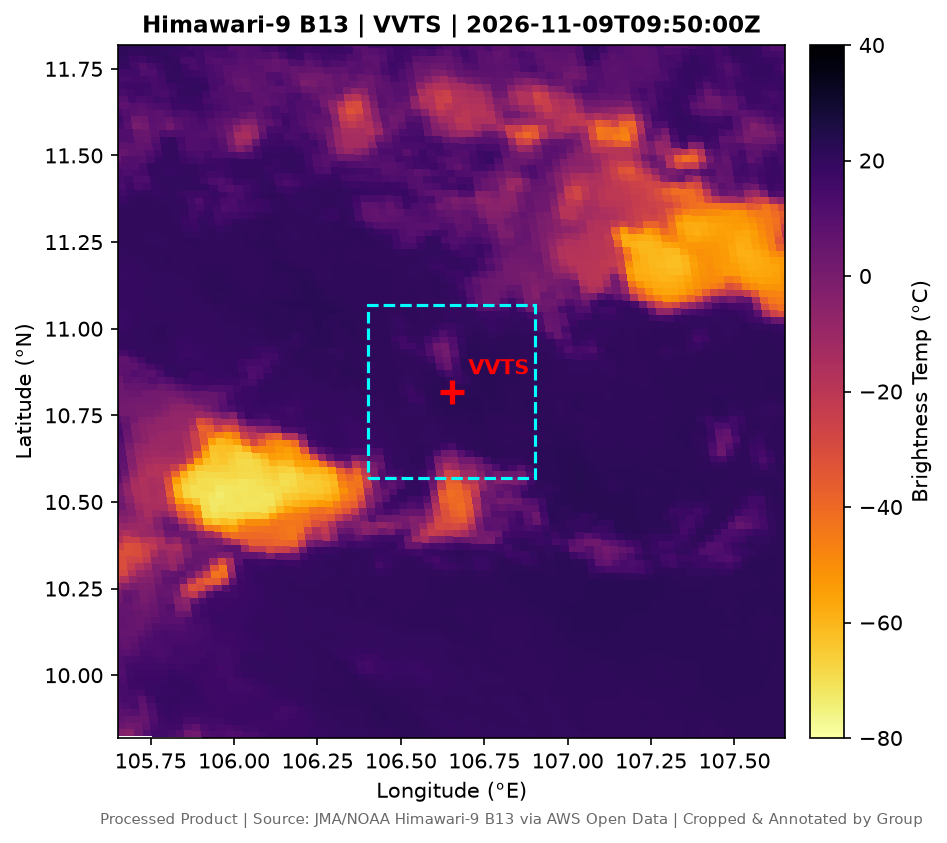 Himawari-9 B13 | VVTS | 2026-11-09T09:50:00Z
11.75
11.50
11.25
11.00
10.75
10.50
10.25
10.00
Latitude (°N)
VVTS
105.75 106.00 106.25 106.50 106.75 107.00 107.25 107.50
Longitude (°E)
40
20
0
−20
−40
−60
−80
Brightness Temp (°C)
Processed Product | Source: JMA/NOAA Himawari-9 B13 via AWS Open Data | Cropped & Annotated by Group